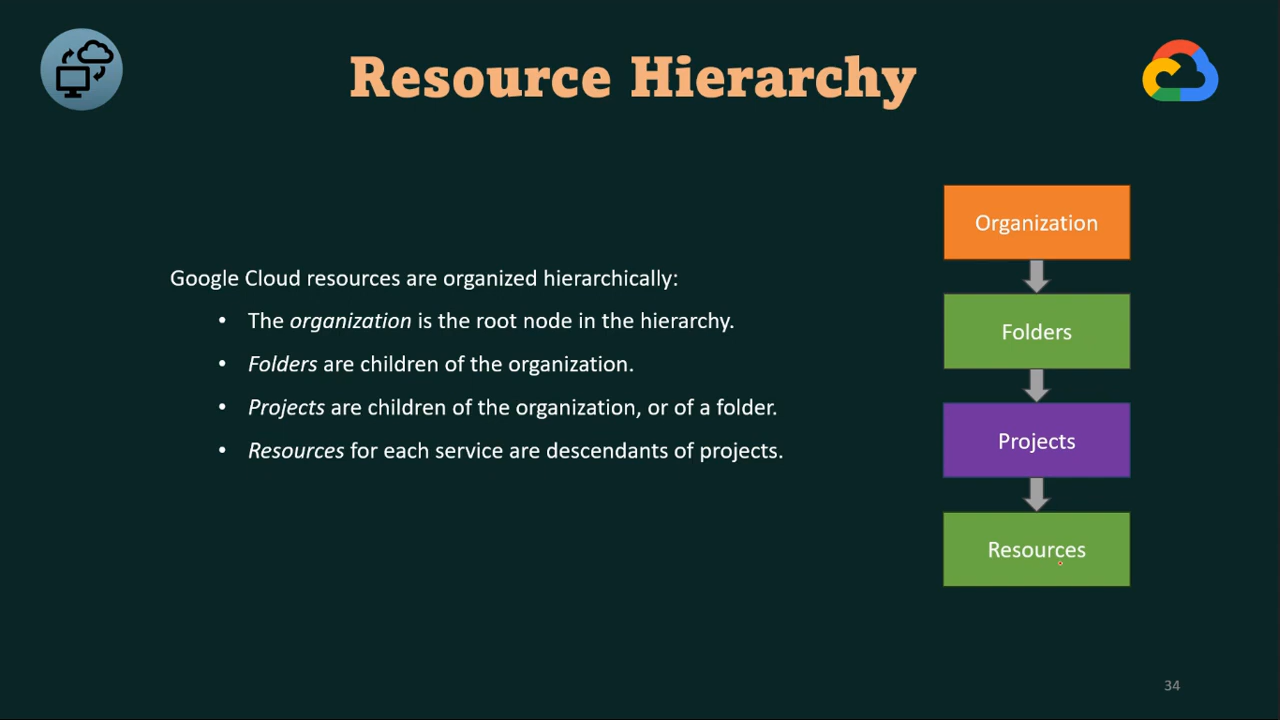 Resource Hierarchy
Google Cloud resources are organized hierarchically:
• The organization is the root node in the hierarchy.
• Folders are children of the organization.
• Projects are children of the organization, or of a folder.
• Resources for each service are descendants of projects.
Organization
Folders
Projects
Resources
34